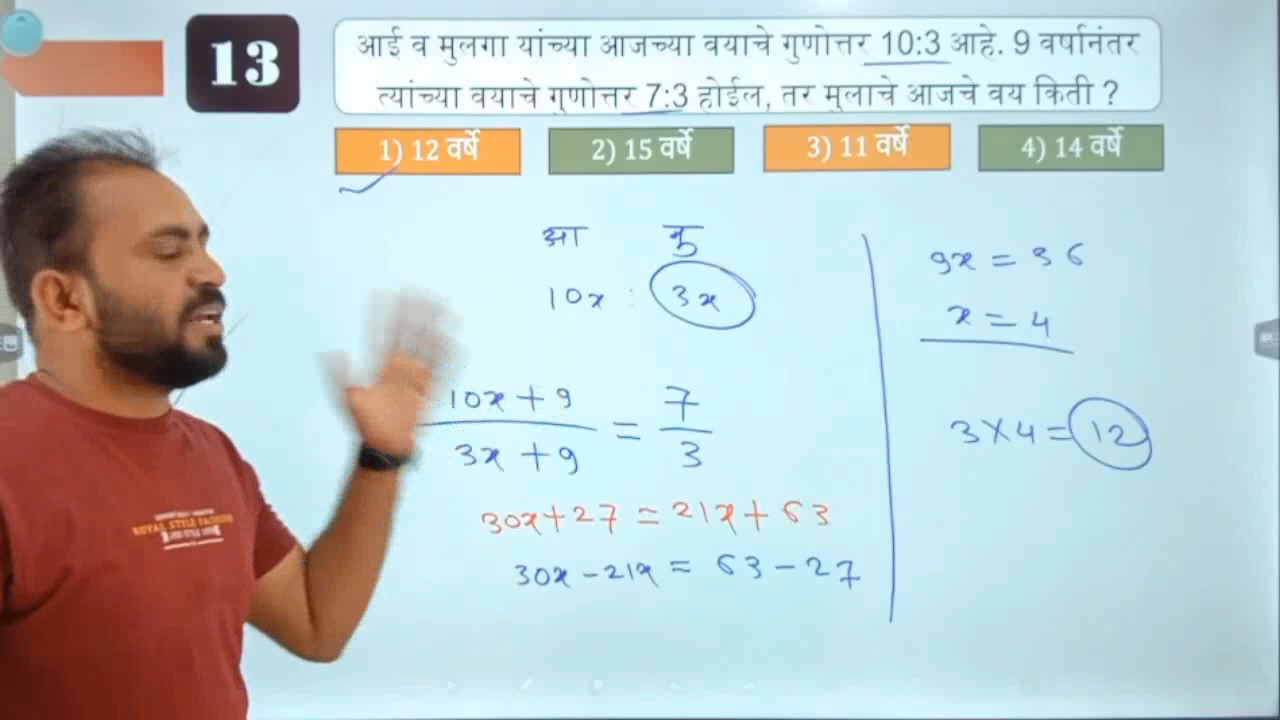 13
आई व मुलगा यांच्या आजच्या वयाचे गुणोत्तर 10:3 आहे. 9 वर्षानंतर
त्यांच्या वयाचे गुणोत्तर 7:3 होईल, तर मुलाचे आजचे वय किती ?
1) 12 वर्षे
2) 15 वर्षे
3) 11 वर्षे
4) 14 वर्षे
आ मु
10x : 3x
10x + 9
3x + 9
=
7
3
30x + 27 = 21x + 63
30x - 21x = 63 - 27
9x = 36
x = 4
3 X 4 = 12
ROYAL STYLE FASHION